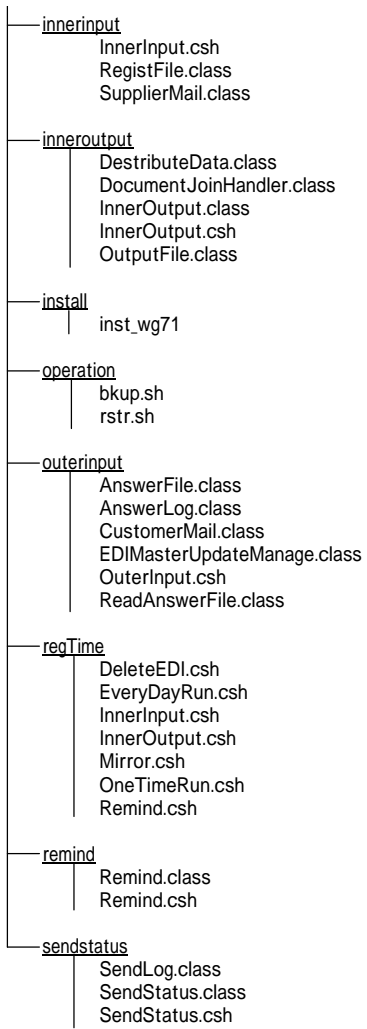 innerinput
InnerInput.csh
RegistFile.class
SupplierMail.class
inneroutput
DestributeData.class
DocumentJoinHandler.class
InnerOutput.class
InnerOutput.csh
OutputFile.class
install
inst_wg71
operation
bkup.sh
rstr.sh
outerinput
AnswerFile.class
AnswerLog.class
CustomerMail.class
EDIMasterUpdateManage.class
OuterInput.csh
ReadAnswerFile.class
regTime
DeleteEDI.csh
EveryDayRun.csh
InnerInput.csh
InnerOutput.csh
Mirror.csh
OneTimeRun.csh
Remind.csh
remind
Remind.class
Remind.csh
sendstatus
SendLog.class
SendStatus.class
SendStatus.csh